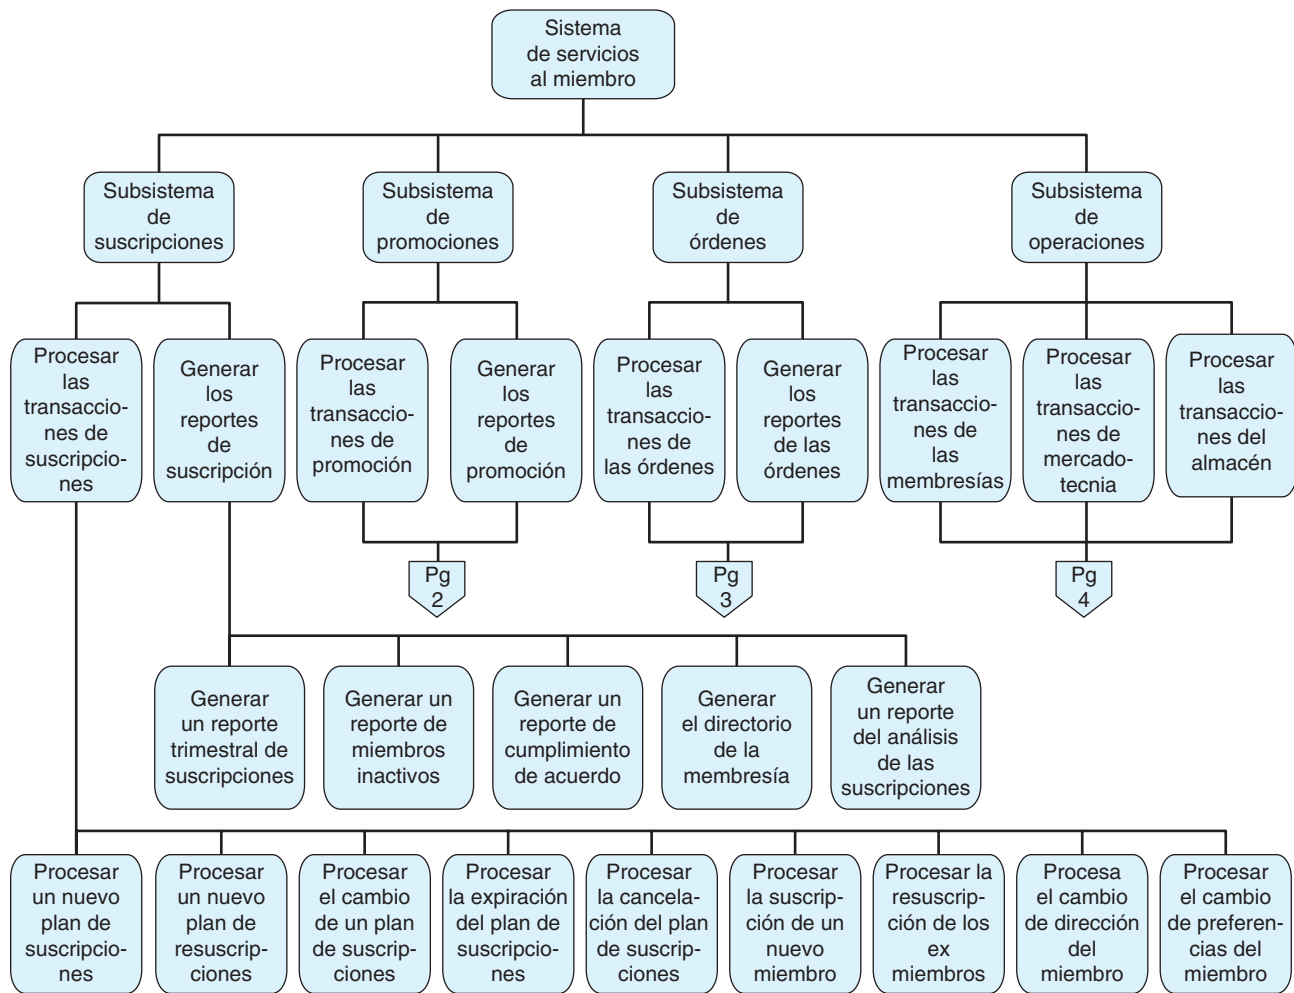 Sistema
de servicios
al miembro
Subsistema
de
suscripciones
Subsistema
de
promociones
Subsistema
de
órdenes
Subsistema
de
operaciones
Procesar
las
transaccio-
nes de
suscripcio-
nes
Generar
los
reportes
de
suscripción
Procesar
las
transaccio-
nes de
promoción
Generar
los
reportes
de
promoción
Procesar
las
transaccio-
nes de
las órdenes
Generar
los
reportes
de las
órdenes
Procesar
las
transaccio-
nes de
las
membresías
Procesar
las
transaccio-
nes de
mercado-
tecnia
Procesar
las
transaccio-
nes del
almacén
Pg
2
Pg
3
Pg
4
Generar
un reporte
trimestral de
suscripciones
Generar un
reporte de
miembros
inactivos
Generar un
reporte de
cumplimiento
de acuerdo
Generar
el directorio
de la
membresía
Generar
un reporte
del análisis
de las
suscripciones
Procesar
un nuevo
plan de
suscripcio-
nes
Procesar
un nuevo
plan de
resuscrip-
ciones
Procesar
el cambio
de un plan
de suscrip-
ciones
Procesar
la expiración
del plan de
suscripcio-
nes
Procesar
la cancela-
ción del plan
de suscrip-
ciones
Procesar
la suscrip-
ción de un
nuevo
miembro
Procesar la
resuscrip-
ción de los
ex
miembros
Procesa
el cambio
de dirección
del
miembro
Procesar
el cambio
de preferen-
cias del
miembro